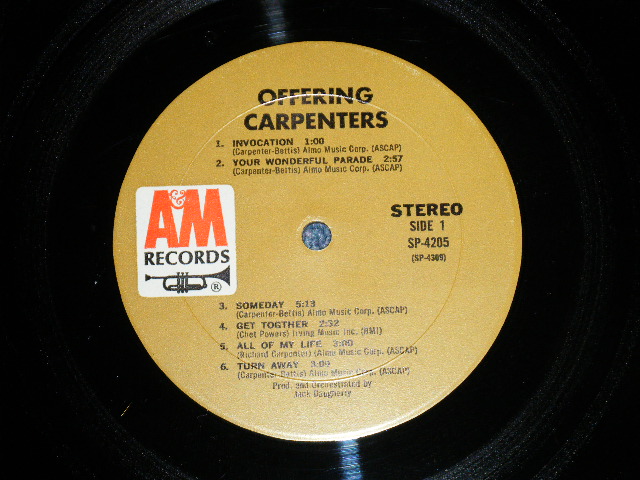 OFFERING
CARPENTERS
1. INVOCATION 1:00
(Carpenter-Bettis) Almo Music Corp. (ASCAP)
2. YOUR WONDERFUL PARADE 2:57
(Carpenter-Bettis) Almo Music Corp. (ASCAP)
A&M
RECORDS
®
STEREO
SIDE 1
SP-4205
(SP-4309)
3. SOMEDAY 5:13
(Carpenter-Bettis) Almo Music Corp. (ASCAP)
4. GET TOGTHER 2:32
(Chet Powers) Irving Music Inc. (BMI)
5. ALL OF MY LIFE 3:00
(Richard Carpenter) (Almo Music Corp. (ASCAP)
6. TURN AWAY 3:09
(Carpenter-Bettis) Almo Music Corp. (ASCAP)
Prod. and Orchestrated by
Jack Daugherty